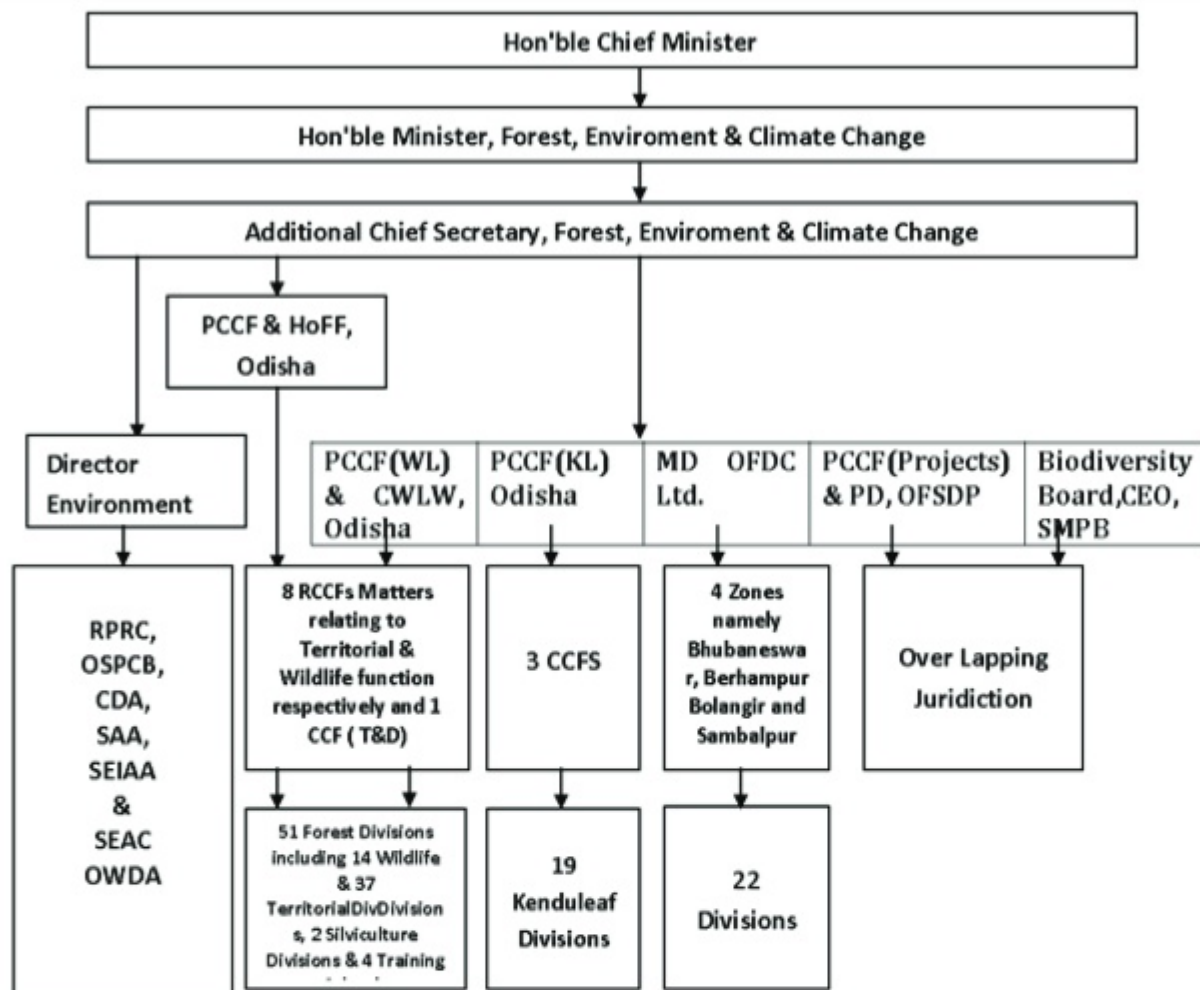 Hon'ble Chief Minister
Hon'ble Minister, Forest, Enviroment & Climate Change
Additional Chief Secretary, Forest, Enviroment & Climate Change
PCCF & HoFF,
Odisha
Director
Environment
PCCF(WL)
& CWLW,
Odisha
PCCF(KL)
Odisha
MD OFDC
Ltd.
PCCF(Projects)
& PD, OFSDP
Biodiversity
Board,CEO,
SMPB
RPRC,
OSPCB,
CDA,
SAA,
SEIAA
&
SEAC
OWDA
8 RCCFs Matters
relating to
Territorial &
Wildlife function
respectively and 1
CCF ( T&D)
3 CCFS
4 Zones
namely
Bhubaneswa
r, Berhampur
Bolangir and
Sambalpur
Over Lapping
Juridiction
51 Forest Divisions
including 14 Wildlife
& 37
TerritorialDivDivision
s, 2 Silviculture
Divisions & 4 Training
19
Kenduleaf
Divisions
22
Divisions